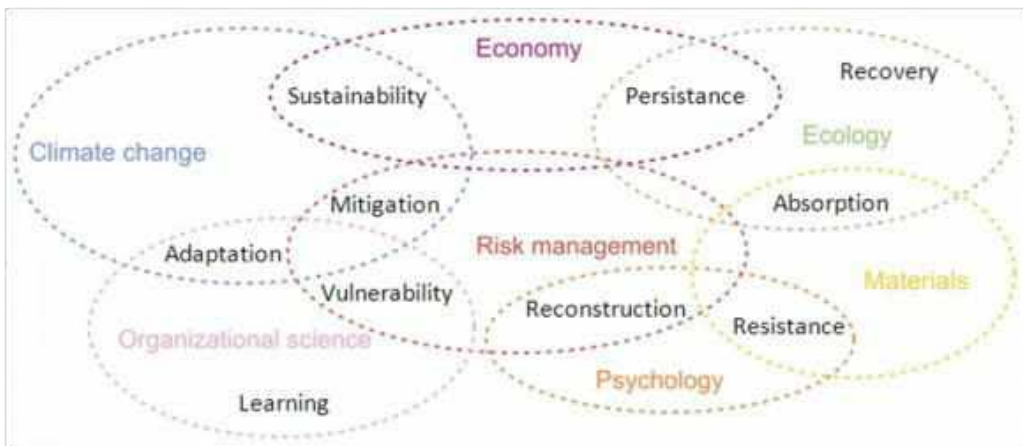 Economy
Recovery
Sustainability
Persistance
Ecology
Climate change
Mitigation
Absorption
Adaptation
Risk management
Vulnerability
Materials
Reconstruction
Organizational science
Resistance
Psychology
Learning